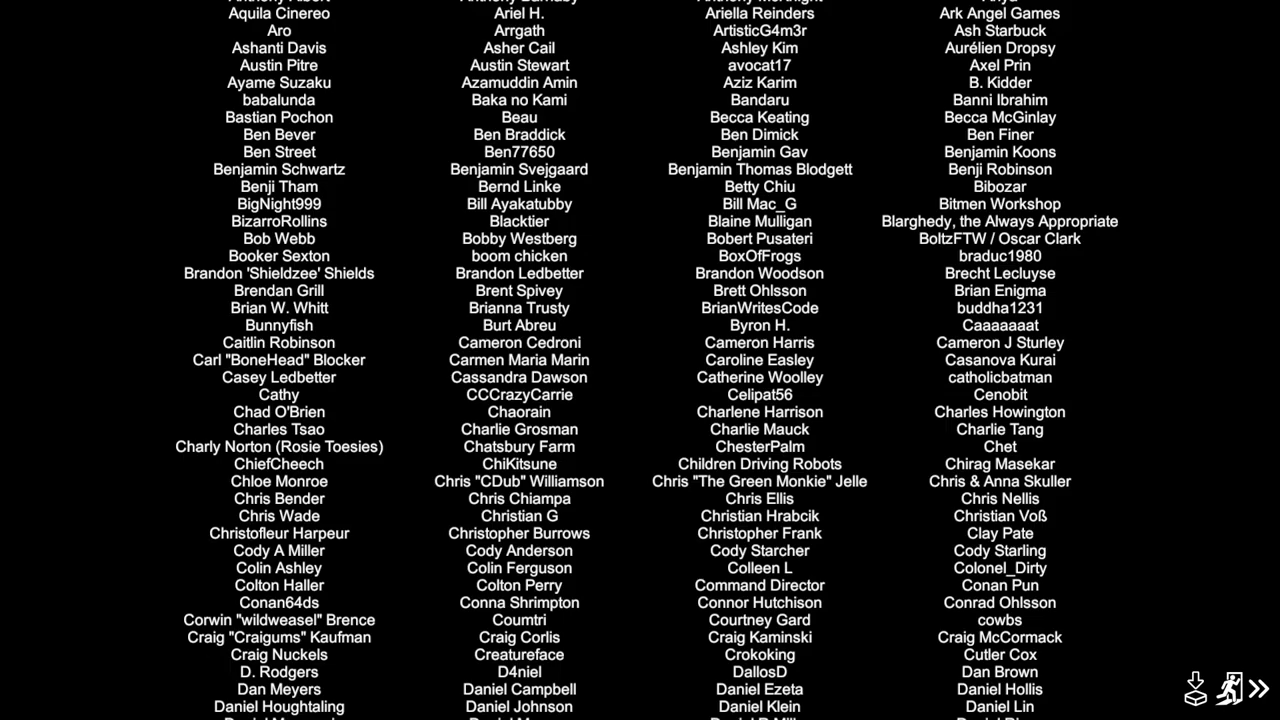 Aquila Cinereo Ariel H. Ariella Reinders Ark Angel Games
Aro Arrgath ArtisticG4m3r Ash Starbuck
Ashanti Davis Asher Cail Ashley Kim Aurélien Dropsy
Austin Pitre Austin Stewart avocat17 Axel Prin
Ayame Suzaku Azamuddin Amin Aziz Karim B. Kidder
babalunda Baka no Kami Bandaru Banni Ibrahim
Bastian Pochon Beau Becca Keating Becca McGinlay
Ben Bever Ben Braddick Ben Dimick Ben Finer
Ben Street Ben77650 Benjamin Gav Benjamin Koons
Benjamin Schwartz Benjamin Svejgaard Benjamin Thomas Blodgett Benji Robinson
Benji Tham Bernd Linke Betty Chiu Bibozar
BigNight999 Bill Ayakatubby Bill Mac_G Bitmen Workshop
BizarroRollins Blacktier Blaine Mulligan Blarghedy, the Always Appropriate
Bob Webb Bobby Westberg Bobert Pusateri BoltzFTW / Oscar Clark
Booker Sexton boom chicken BoxOfFrogs braduc1980
Brandon 'Shieldzee' Shields Brandon Ledbetter Brandon Woodson Brecht Lecluyse
Brendan Grill Brent Spivey Brett Ohlsson Brian Enigma
Brian W. Whitt Brianna Trusty BrianWritesCode buddha1231
Bunnyfish Burt Abreu Byron H. Caaaaaaat
Caitlin Robinson Cameron Cedroni Cameron Harris Cameron J Sturley
Carl "BoneHead" Blocker Carmen Maria Marin Caroline Easley Casanova Kurai
Casey Ledbetter Cassandra Dawson Catherine Woolley catholicbatman
Cathy CCCrazyCarrie Celipat56 Cenobit
Chad O'Brien Chaorain Charlene Harrison Charles Howington
Charles Tsao Charlie Grosman Charlie Mauck Charlie Tang
Charly Norton (Rosie Toesies) Chatsbury Farm ChesterPalm Chet
ChiefCheech ChiKitsune Children Driving Robots Chirag Masekar
Chloe Monroe Chris "CDub" Williamson Chris "The Green Monkie" Jelle Chris & Anna Skuller
Chris Bender Chris Chiampa Chris Ellis Chris Nellis
Chris Wade Christian G Christian Hrabcik Christian Voß
Christofleur Harpeur Christopher Burrows Christopher Frank Clay Pate
Cody A Miller Cody Anderson Cody Starcher Cody Starling
Colin Ashley Colin Ferguson Colleen L Colonel_Dirty
Colton Haller Colton Perry Command Director Conan Pun
Conan64ds Conna Shrimpton Connor Hutchison Conrad Ohlsson
Corwin "wildweasel" Brence Coumtri Courtney Gard cowbs
Craig "Craigums" Kaufman Craig Corlis Craig Kaminski Craig McCormack
Craig Nuckels Creatureface Crokoking Cutler Cox
D. Rodgers D4niel DallosD Dan Brown
Dan Meyers Daniel Campbell Daniel Ezeta Daniel Hollis
Daniel Houghtaling Daniel Johnson Daniel Klein Daniel Lin